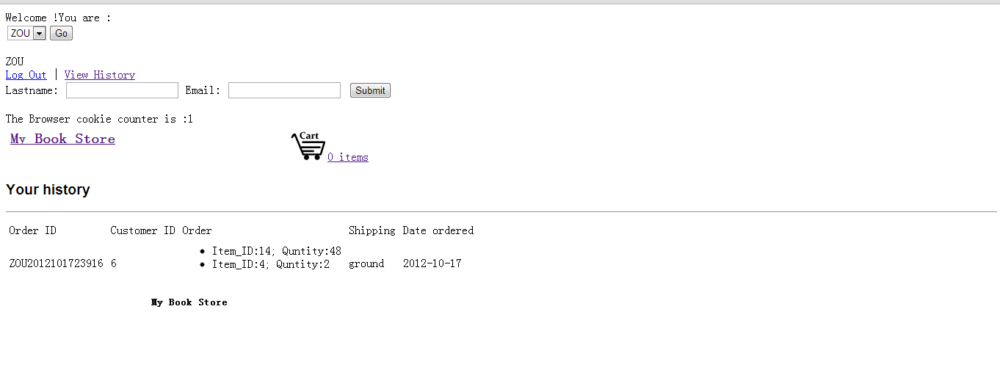 Welcome !You are :
ZOU Go
ZOU
Log Out | View History
Lastname: Email: Submit
The Browser cookie counter is :1
My Book Store
Cart
0 items
Your history
Order ID Customer ID Order Shipping Date ordered
Item_ID:14; Quntity:48
ZOU2012101723916 6 Item_ID:4; Quntity:2 ground 2012-10-17
My Book Store